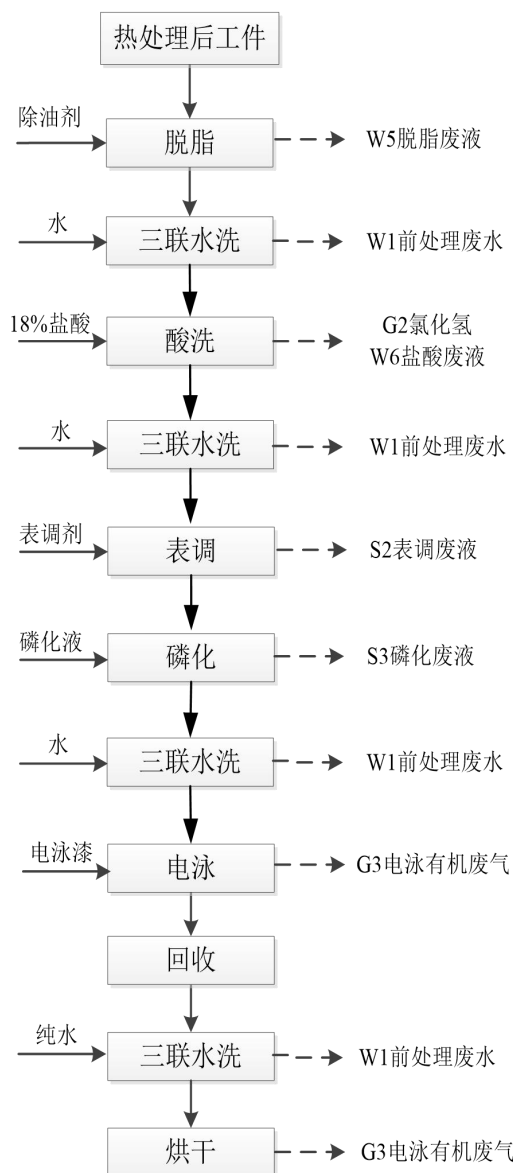 热处理后工件
除油剂
脱脂
W5脱脂废液
水
三联水洗
W1前处理废水
18%盐酸
酸洗
G2氯化氢
W6盐酸废液
水
三联水洗
W1前处理废水
表调剂
表调
S2表调废液
磷化液
磷化
S3磷化废液
水
三联水洗
W1前处理废水
电泳漆
电泳
G3电泳有机废气
回收
纯水
三联水洗
W1前处理废水
烘干
G3电泳有机废气